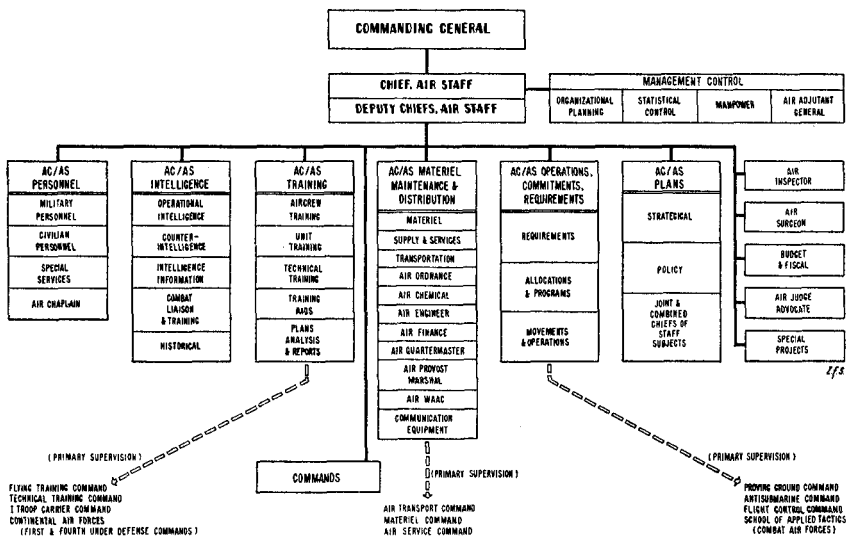 COMMANDING GENERAL
CHIEF, AIR STAFF
DEPUTY CHIEFS, AIR STAFF
MANAGEMENT CONTROL
ORGANIZATIONAL
PLANNING
STATISTICAL
CONTROL
MANPOWER
AIR ADJUTANT
GENERAL
AC/AS
PERSONNEL
MILITARY
PERSONNEL
CIVILIAN
PERSONNEL
SPECIAL
SERVICES
AIR CHAPLAIN
AC/AS
INTELLIGENCE
OPERATIONAL
INTELLIGENCE
COUNTER-
INTELLIGENCE
INTELLIGENCE
INFORMATION
COMBAT
LIAISON
& TRAINING
HISTORICAL
AC/AS
TRAINING
AIRCREW
TRAINING
UNIT
TRAINING
TECHNICAL
TRAINING
TRAINING
AIDS
PLANS
ANALYSIS
& REPORTS
AC/AS MATERIEL
MAINTENANCE &
DISTRIBUTION
MATERIEL
SUPPLY & SERVICES
TRANSPORTATION
AIR ORDNANCE
AIR CHEMICAL
AIR ENGINEER
AIR FINANCE
AIR QUARTERMASTER
AIR PROVOST
MARSHAL
AIR WAAC
COMMUNICATION
EQUIPMENT
AC/AS OPERATIONS,
COMMITMENTS,
REQUIREMENTS
REQUIREMENTS
ALLOCATIONS
& PROGRAMS
MOVEMENTS
& OPERATIONS
AC/AS
PLANS
STRATEGICAL
POLICY
JOINT &
COMBINED
CHIEFS OF
STAFF
SUBJECTS
AIR
INSPECTOR
AIR
SURGEON
BUDGET
& FISCAL
AIR JUDGE
ADVOCATE
SPECIAL
PROJECTS
Z.f.S.
(PRIMARY SUPERVISION)
FLYING TRAINING COMMAND
TECHNICAL TRAINING COMMAND
I TROOP CARRIER COMMAND
CONTINENTAL AIR FORCES
(FIRST & FOURTH UNDER DEFENSE COMMANDS)
COMMANDS
(PRIMARY SUPERVISION)
AIR TRANSPORT COMMAND
MATERIEL COMMAND
AIR SERVICE COMMAND
(PRIMARY SUPERVISION)
PROVING GROUND COMMAND
ANTISUBMARINE COMMAND
FLIGHT CONTROL COMMAND
SCHOOL OF APPLIED TACTICS
(COMBAT AIR FORCES)